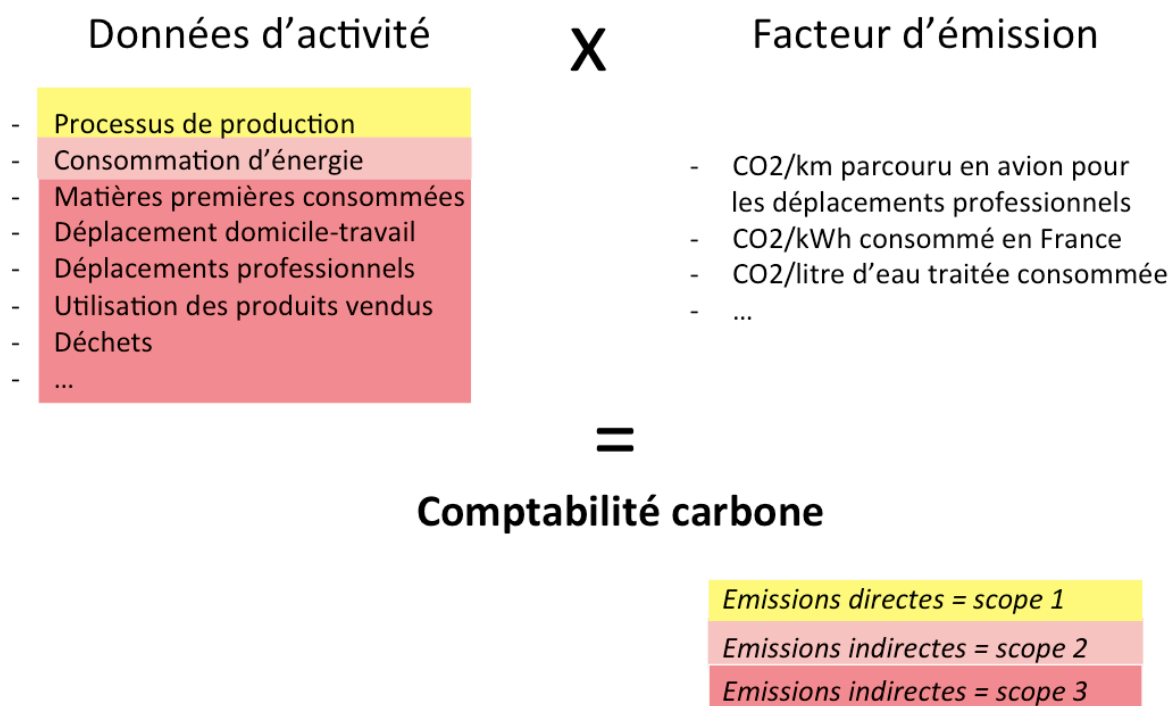 Données d’activité
X
Facteur d’émission
- Processus de production
- Consommation d’énergie
- Matières premières consommées
- Déplacement domicile-travail
- Déplacements professionnels
- Utilisation des produits vendus
- Déchets
- ...
- CO2/km parcouru en avion pour
les déplacements professionnels
- CO2/kWh consommé en France
- CO2/litre d’eau traitée consommée
- ...
=
Comptabilité carbone
Emissions directes = scope 1
Emissions indirectes = scope 2
Emissions indirectes = scope 3